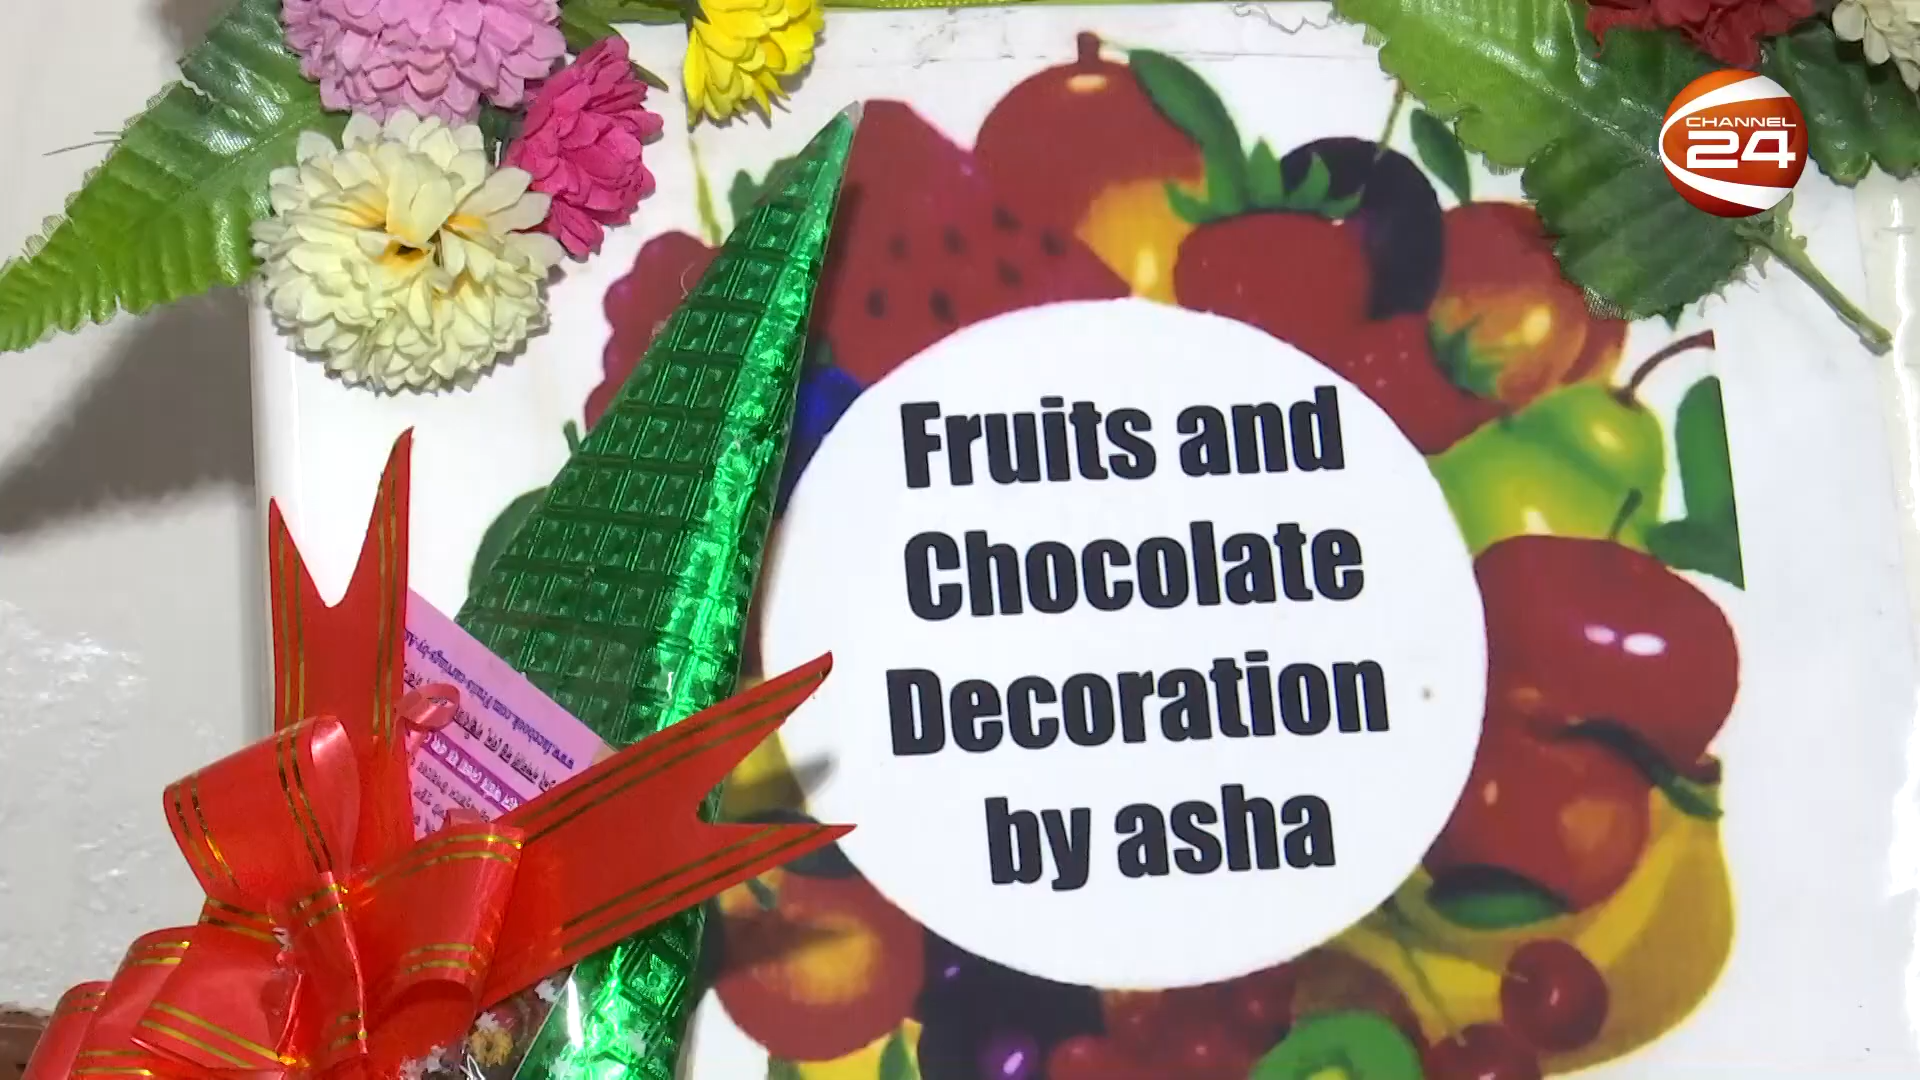 CHANNEL
24
Fruits and
Chocolate
Decoration
by asha